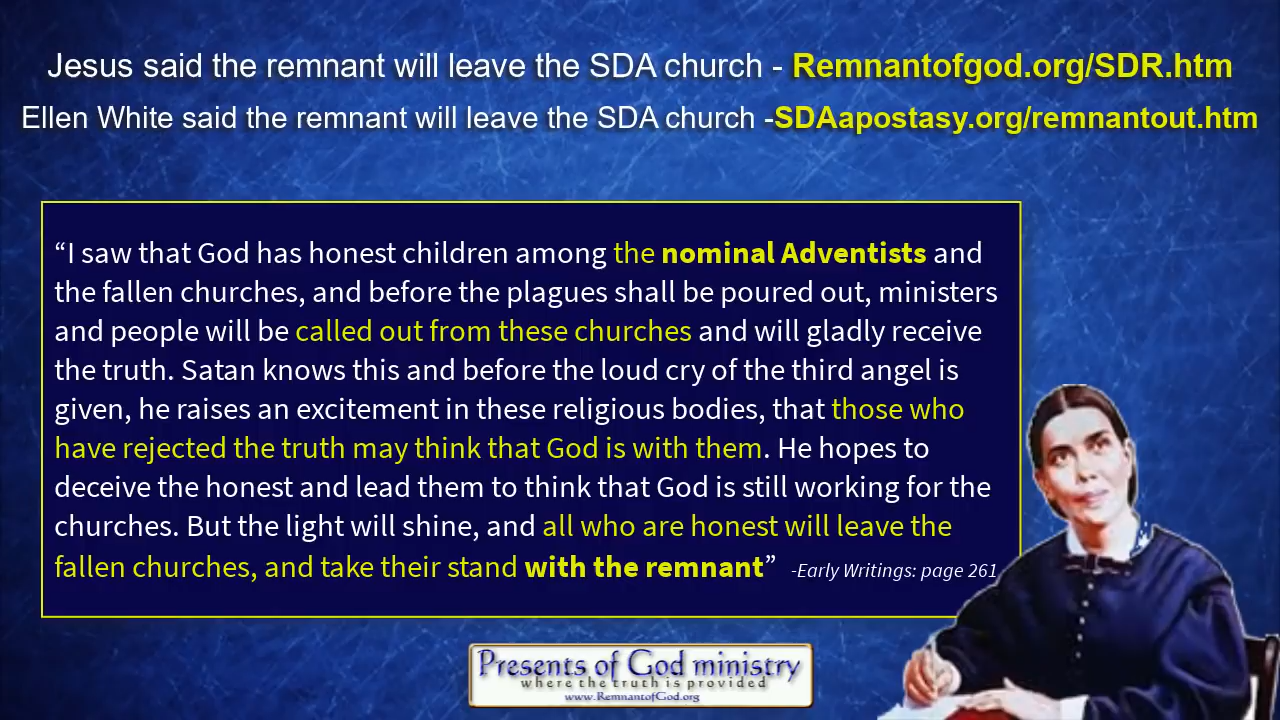 Jesus said the remnant will leave the SDA church - Remnantofgod.org/SDR.htm
Ellen White said the remnant will leave the SDA church -SDAapostasy.org/remnantout.htm
“I saw that God has honest children among the nominal Adventists and
the fallen churches, and before the plagues shall be poured out, ministers
and people will be called out from these churches and will gladly receive
the truth. Satan knows this and before the loud cry of the third angel is
given, he raises an excitement in these religious bodies, that those who
have rejected the truth may think that God is with them. He hopes to
deceive the honest and lead them to think that God is still working for the
churches. But the light will shine, and all who are honest will leave the
fallen churches, and take their stand with the remnant” -Early Writings: page 261
Presents of God ministry
where the truth is provided
www.RemnantofGod.org